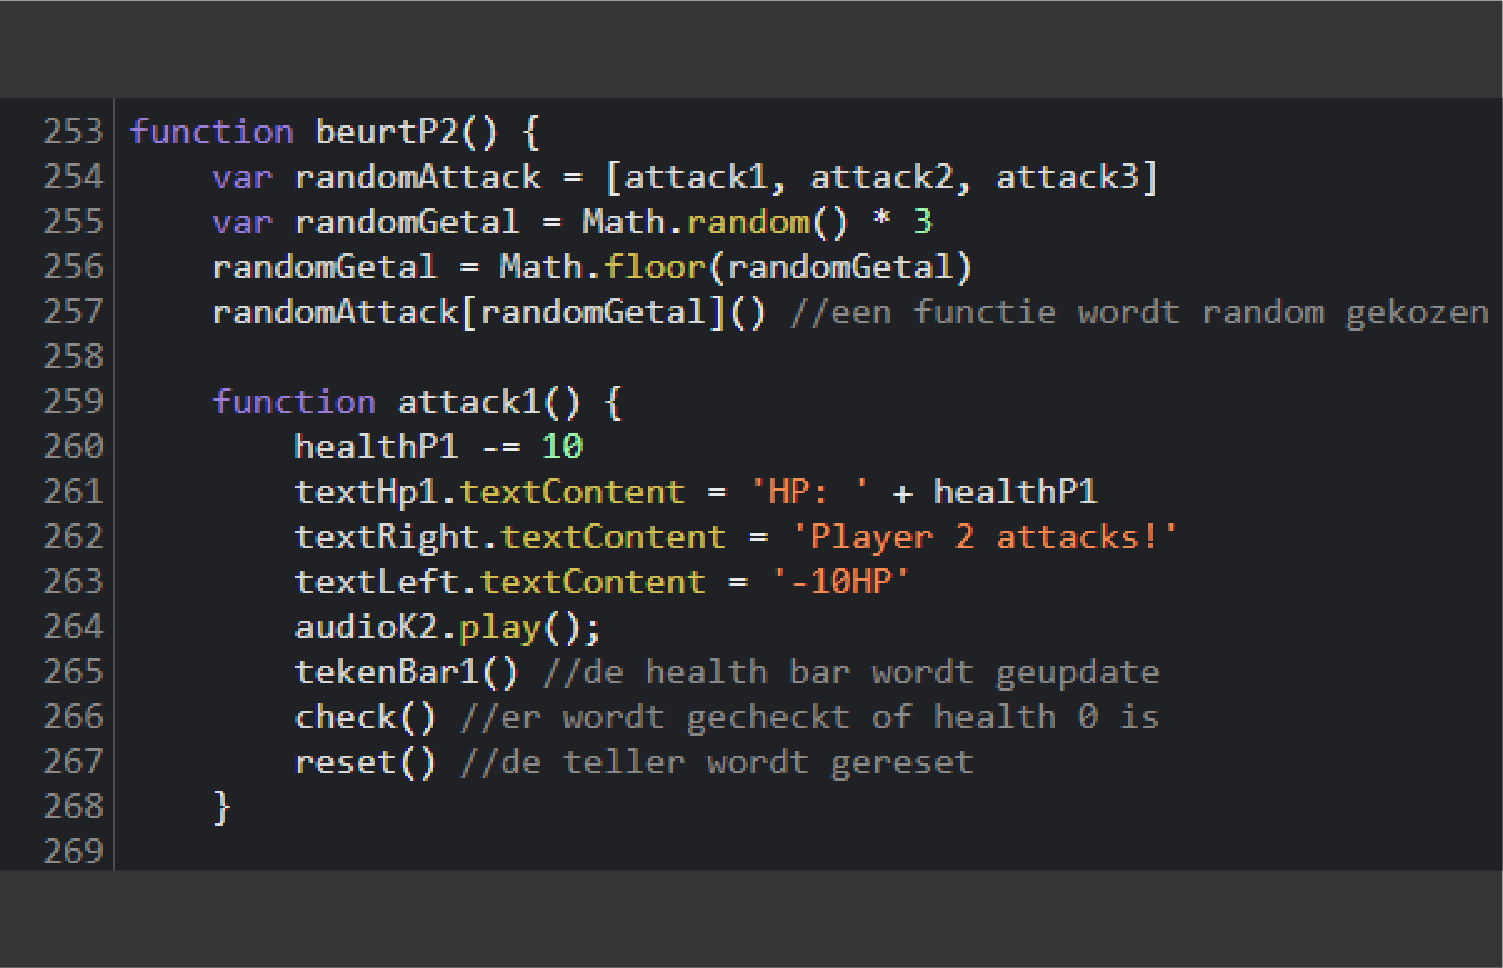 253 function beurtP2() {
254     var randomAttack = [attack1, attack2, attack3]
255     var randomGetal = Math.random() * 3
256     randomGetal = Math.floor(randomGetal)
257     randomAttack[randomGetal]() //een functie wordt random gekozen
258
259     function attack1() {
260         healthP1 -= 10
261         textHp1.textContent = 'HP: ' + healthP1
262         textRight.textContent = 'Player 2 attacks!'
263         textLeft.textContent = '-10HP'
264         audioK2.play();
265         tekenBar1() //de health bar wordt geupdate
266         check() //er wordt gecheckt of health 0 is
267         reset() //de teller wordt gereset
268     }
269